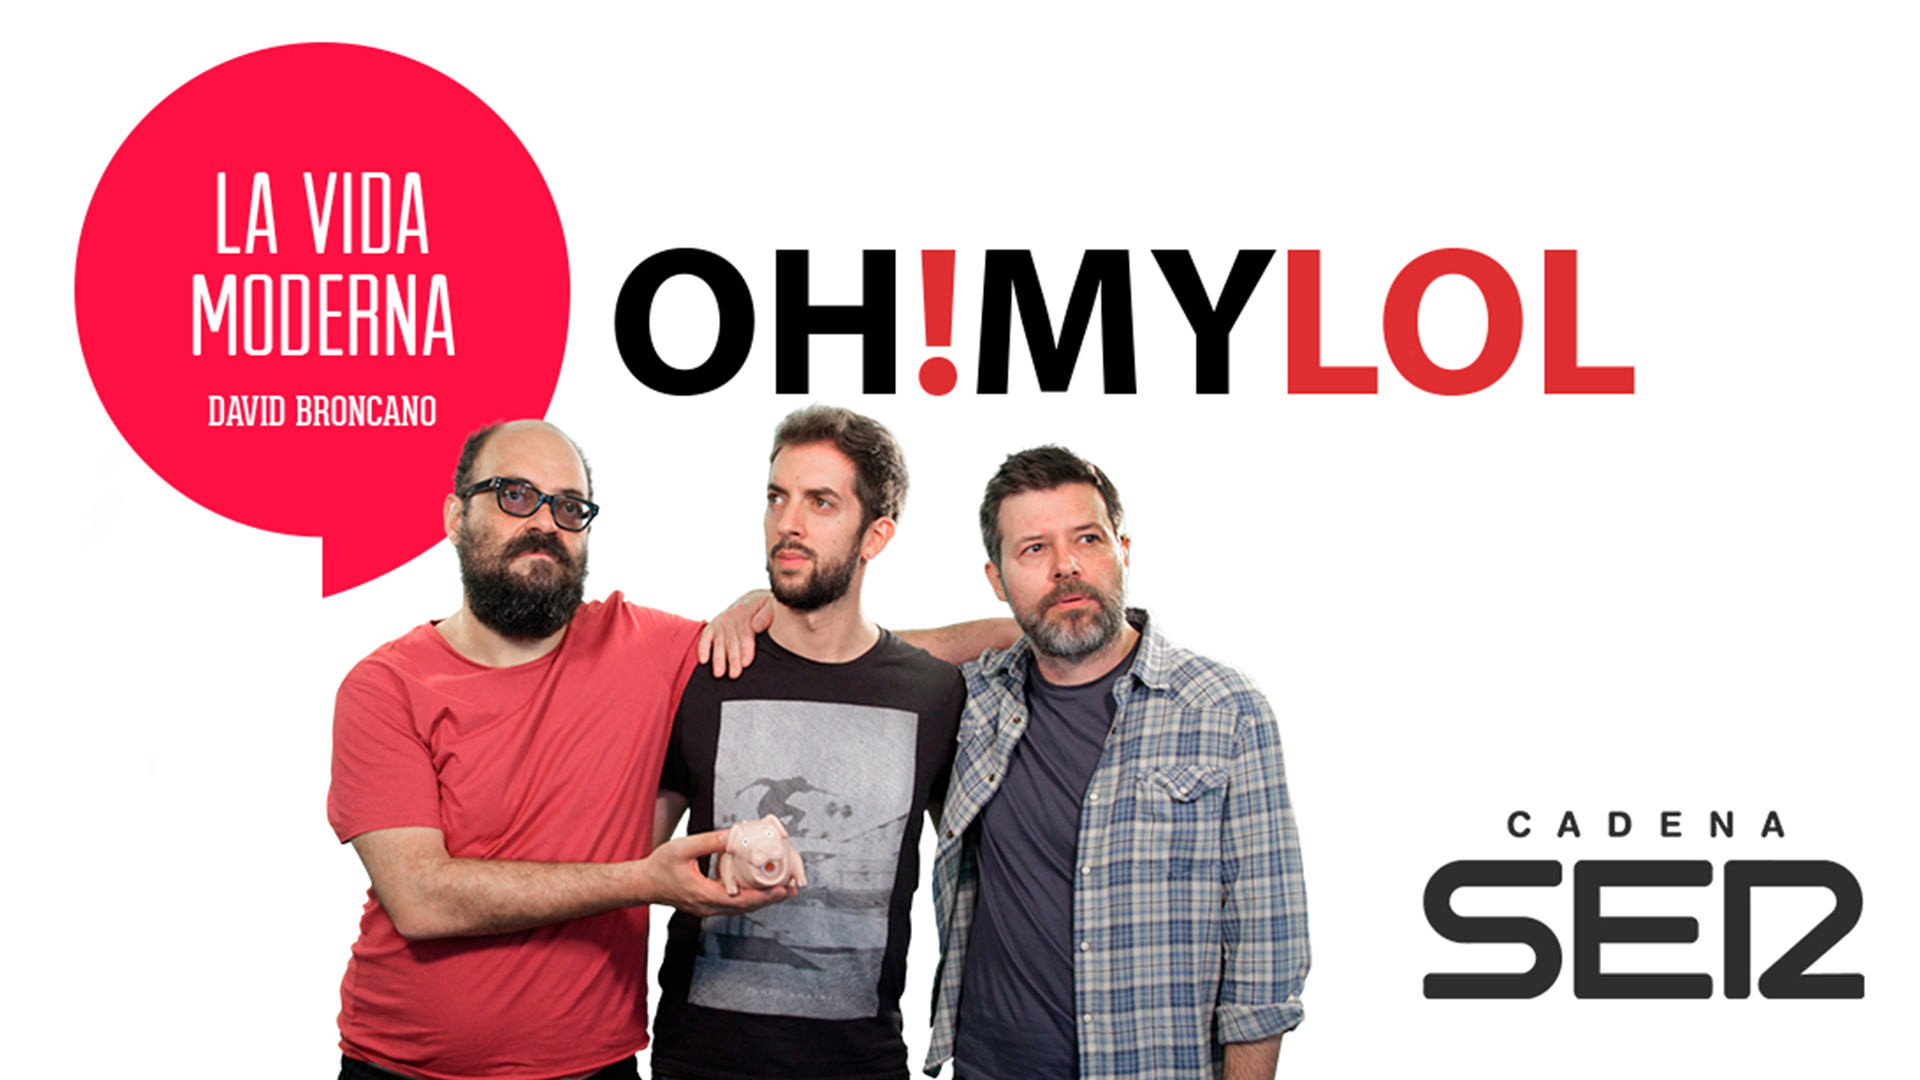 LA VIDA
MODERNA
DAVID BRONCANO
OH!MYLOL
CADENA
SER